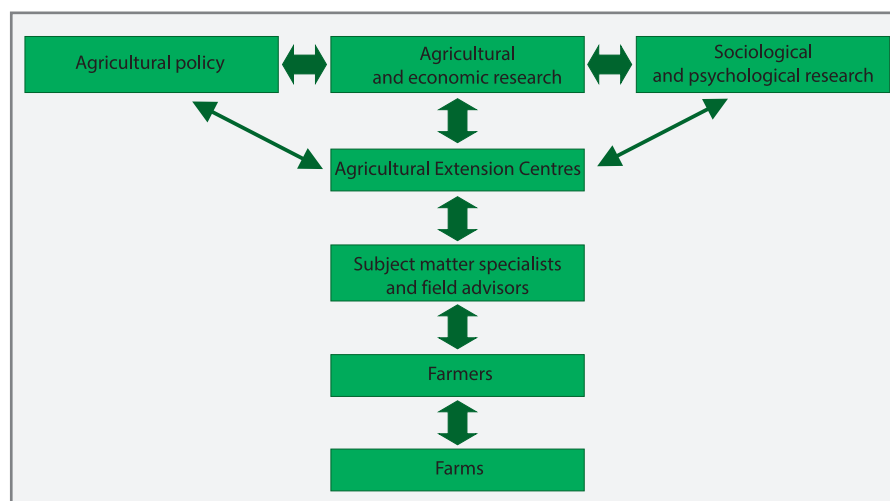 Agricultural policy
Agricultural
and economic research
Sociological
and psychological research
Agricultural Extension Centres
Subject matter specialists
and field advisors
Farmers
Farms